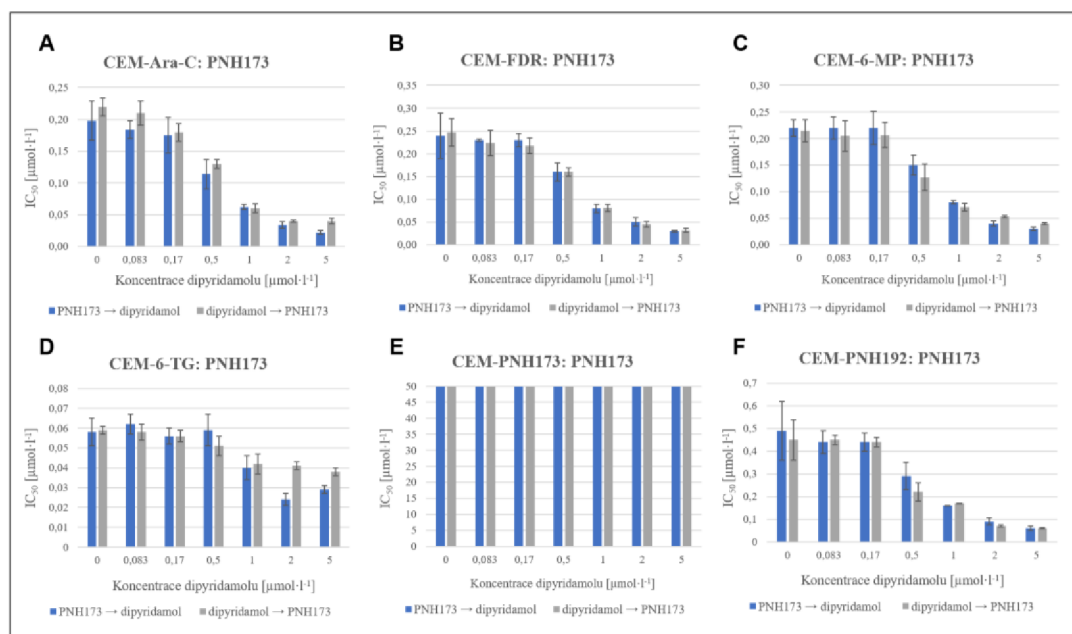 A
CEM-Ara-C: PNH173
IC50 [µmol·l-1]
0,25
0,20
0,15
0,10
0,05
0,00
0 0,083 0,17 0,5 1 2 5
Koncentrace dipyridamolu [µmol·l-1]
PNH173 → dipyridamol dipyridamol → PNH173
B
CEM-FDR: PNH173
IC50 [µmol·l-1]
0,35
0,30
0,25
0,20
0,15
0,10
0,05
0,00
0 0,083 0,17 0,5 1 2 5
Koncentrace dipyridamolu [µmol·l-1]
PNH173 → dipyridamol dipyridamol → PNH173
C
CEM-6-MP: PNH173
IC50 [µmol·l-1]
0,30
0,25
0,20
0,15
0,10
0,05
0,00
0 0,083 0,17 0,5 1 2 5
Koncentrace dipyridamolu [µmol·l-1]
PNH173 → dipyridamol dipyridamol → PNH173
D
CEM-6-TG: PNH173
IC50 [µmol·l-1]
0,08
0,07
0,06
0,05
0,04
0,03
0,02
0,01
0
0 0,083 0,17 0,5 1 2 5
Koncentrace dipyridamolu [µmol·l-1]
PNH173 → dipyridamol dipyridamol → PNH173
E
CEM-PNH173: PNH173
IC50 [µmol·l-1]
50
45
40
35
30
25
20
15
10
5
0
0 0,083 0,17 0,5 1 2 5
Koncentrace dipyridamolu [µmol·l-1]
PNH173 → dipyridamol dipyridamol → PNH173
F
CEM-PNH192: PNH173
IC50 [µmol·l-1]
0,7
0,6
0,5
0,4
0,3
0,2
0,1
0
0 0,083 0,17 0,5 1 2 5
Koncentrace dipyridamolu [µmol·l-1]
PNH173 → dipyridamol dipyridamol → PNH173